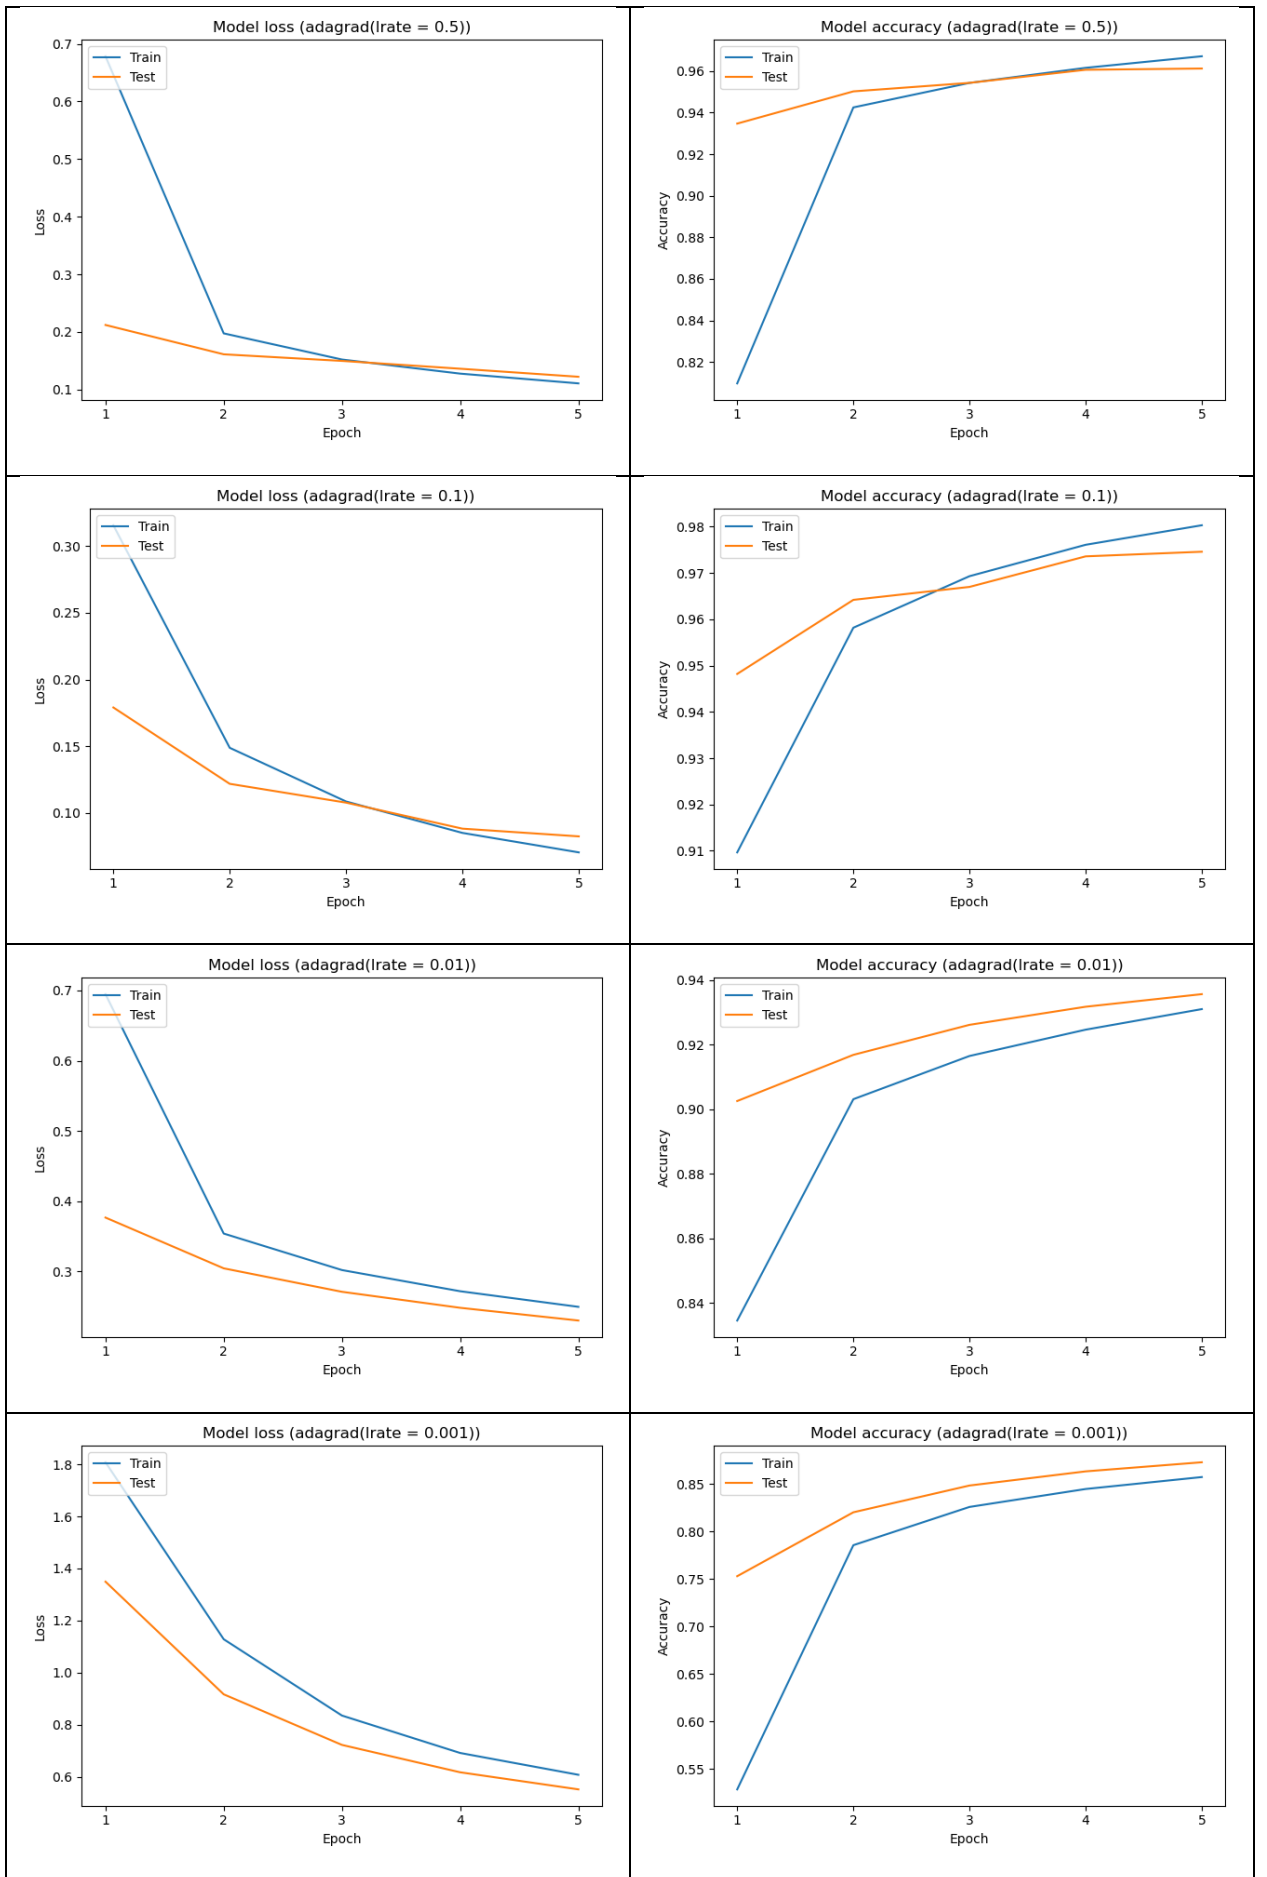 Model loss (adagrad(lrate = 0.5))
Train
Test
0.7
0.6
0.5
0.4
0.3
0.2
0.1
Loss
1 2 3 4 5
Epoch
Model accuracy (adagrad(lrate = 0.5))
Train
Test
0.96
0.94
0.92
0.90
0.88
0.86
0.84
0.82
Accuracy
1 2 3 4 5
Epoch
Model loss (adagrad(lrate = 0.1))
Train
Test
0.30
0.25
0.20
0.15
0.10
Loss
1 2 3 4 5
Epoch
Model accuracy (adagrad(lrate = 0.1))
Train
Test
0.98
0.97
0.96
0.95
0.94
0.93
0.92
0.91
Accuracy
1 2 3 4 5
Epoch
Model loss (adagrad(lrate = 0.01))
Train
Test
0.7
0.6
0.5
0.4
0.3
Loss
1 2 3 4 5
Epoch
Model accuracy (adagrad(lrate = 0.01))
Train
Test
0.94
0.92
0.90
0.88
0.86
0.84
Accuracy
1 2 3 4 5
Epoch
Model loss (adagrad(lrate = 0.001))
Train
Test
1.8
1.6
1.4
1.2
1.0
0.8
0.6
Loss
1 2 3 4 5
Epoch
Model accuracy (adagrad(lrate = 0.001))
Train
Test
0.85
0.80
0.75
0.70
0.65
0.60
0.55
Accuracy
1 2 3 4 5
Epoch